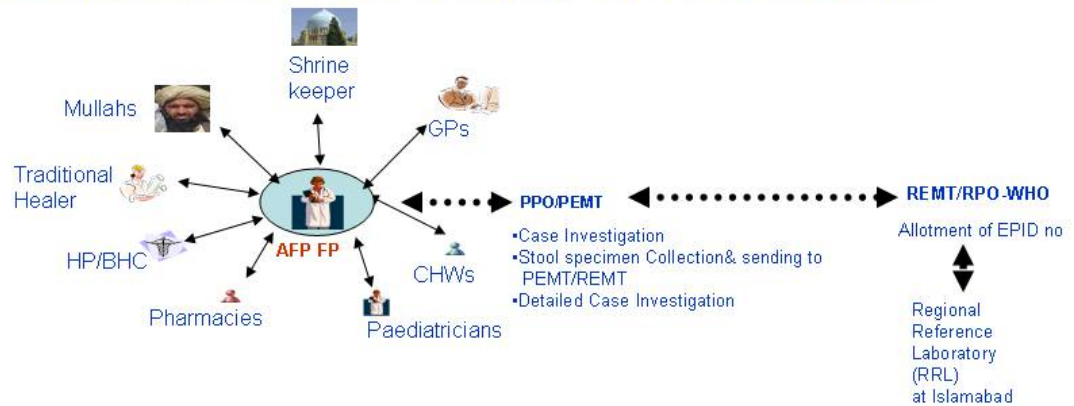 Shrine
keeper
Mullahs
GPs
Traditional
Healer
HP/BHC
AFP FP
Pharmacies
Paediatricians
CHWs
PPO/PEMT
▪Case Investigation
▪Stool specimen Collection& sending to
PEMT/REMT
▪Detailed Case Investigation
REMT/RPO-WHO
Allotment of EPID no
Regional
Reference
Laboratory
(RRL)
at Islamabad